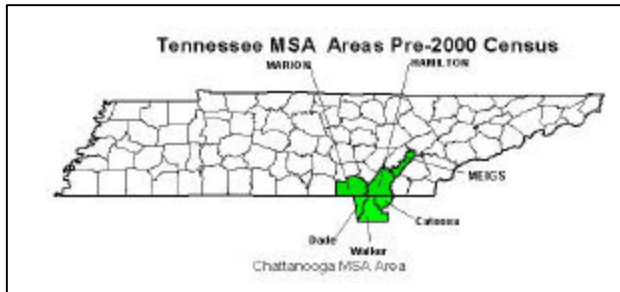 Tennessee MSA Areas Pre-2000 Census
MARION
HAMILTON
MEIGS
Catoosa
Dade
Walker
Chattanooga MSA Area